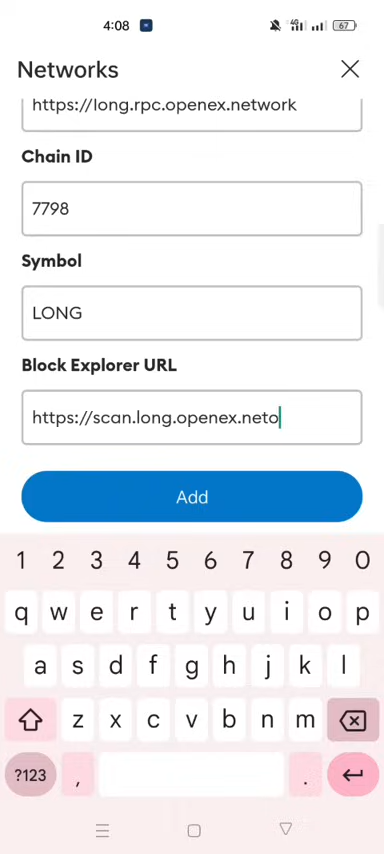 4:08
4G
67
Networks
https://long.rpc.openex.network
Chain ID
7798
Symbol
LONG
Block Explorer URL
https://scan.long.openex.neto
Add
1 2 3 4 5 6 7 8 9 0
q w e r t y u i o p
a s d f g h j k l
z x c v b n m
?123 , .